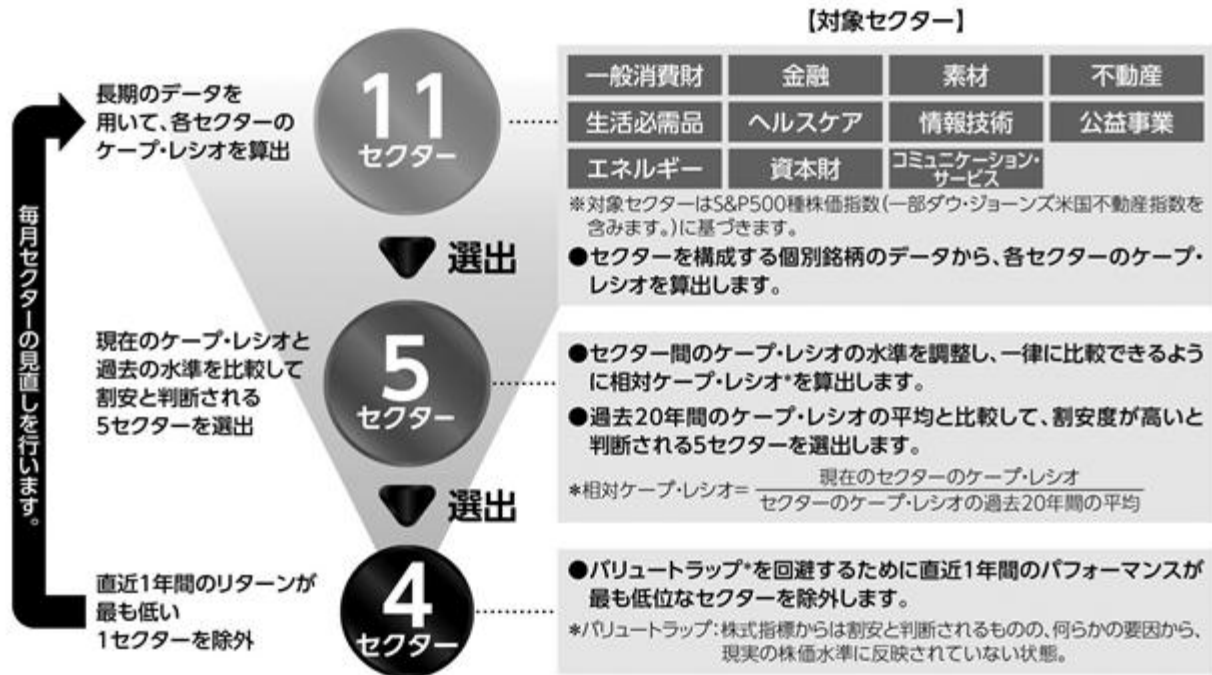 【対象セクター】
長期のデータを
用いて、各セクターの
ケープ・レシオを算出
11
セクター
一般消費財
金融
素材
不動産
生活必需品
ヘルスケア
情報技術
公益事業
エネルギー
資本財
コミュニケーション・
サービス
※対象セクターはS&P500種株価指数(一部ダウ・ジョーンズ米国不動産指数を
含みます。)に基づきます。
●セクターを構成する個別銘柄のデータから、各セクターのケープ・
レシオを算出します。
選出
毎月セクターの見直しを行います。
現在のケープ・レシオと
過去の水準を比較して
割安と判断される
5セクターを選出
5
セクター
●セクター間のケープ・レシオの水準を調整し、一律に比較できるよう
に相対ケープ・レシオ*を算出します。
●過去20年間のケープ・レシオの平均と比較して、割安度が高いと
判断される5セクターを選出します。
*相対ケープ・レシオ=
現在のセクターのケープ・レシオ
セクターのケープ・レシオの過去20年間の平均
選出
直近1年間のリターンが
最も低い
1セクターを除外
4
セクター
●バリュートラップ*を回避するために直近1年間のパフォーマンスが
最も低位なセクターを除外します。
*バリュートラップ:株式指標からは割安と判断されるものの、何らかの要因から、
現実の株価水準に反映されていない状態。